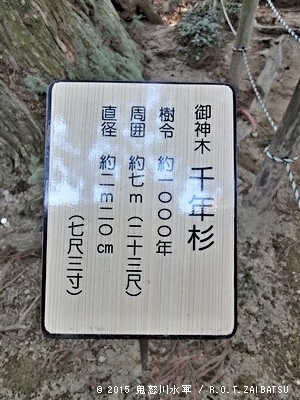 御神木 千年杉
樹令 約一〇〇〇年
周囲 約七m（二十三尺）
直径 約二m二〇㎝
（七尺三寸）
© 2015 鬼怒川水軍 / R.O.T.ZAIBATSU